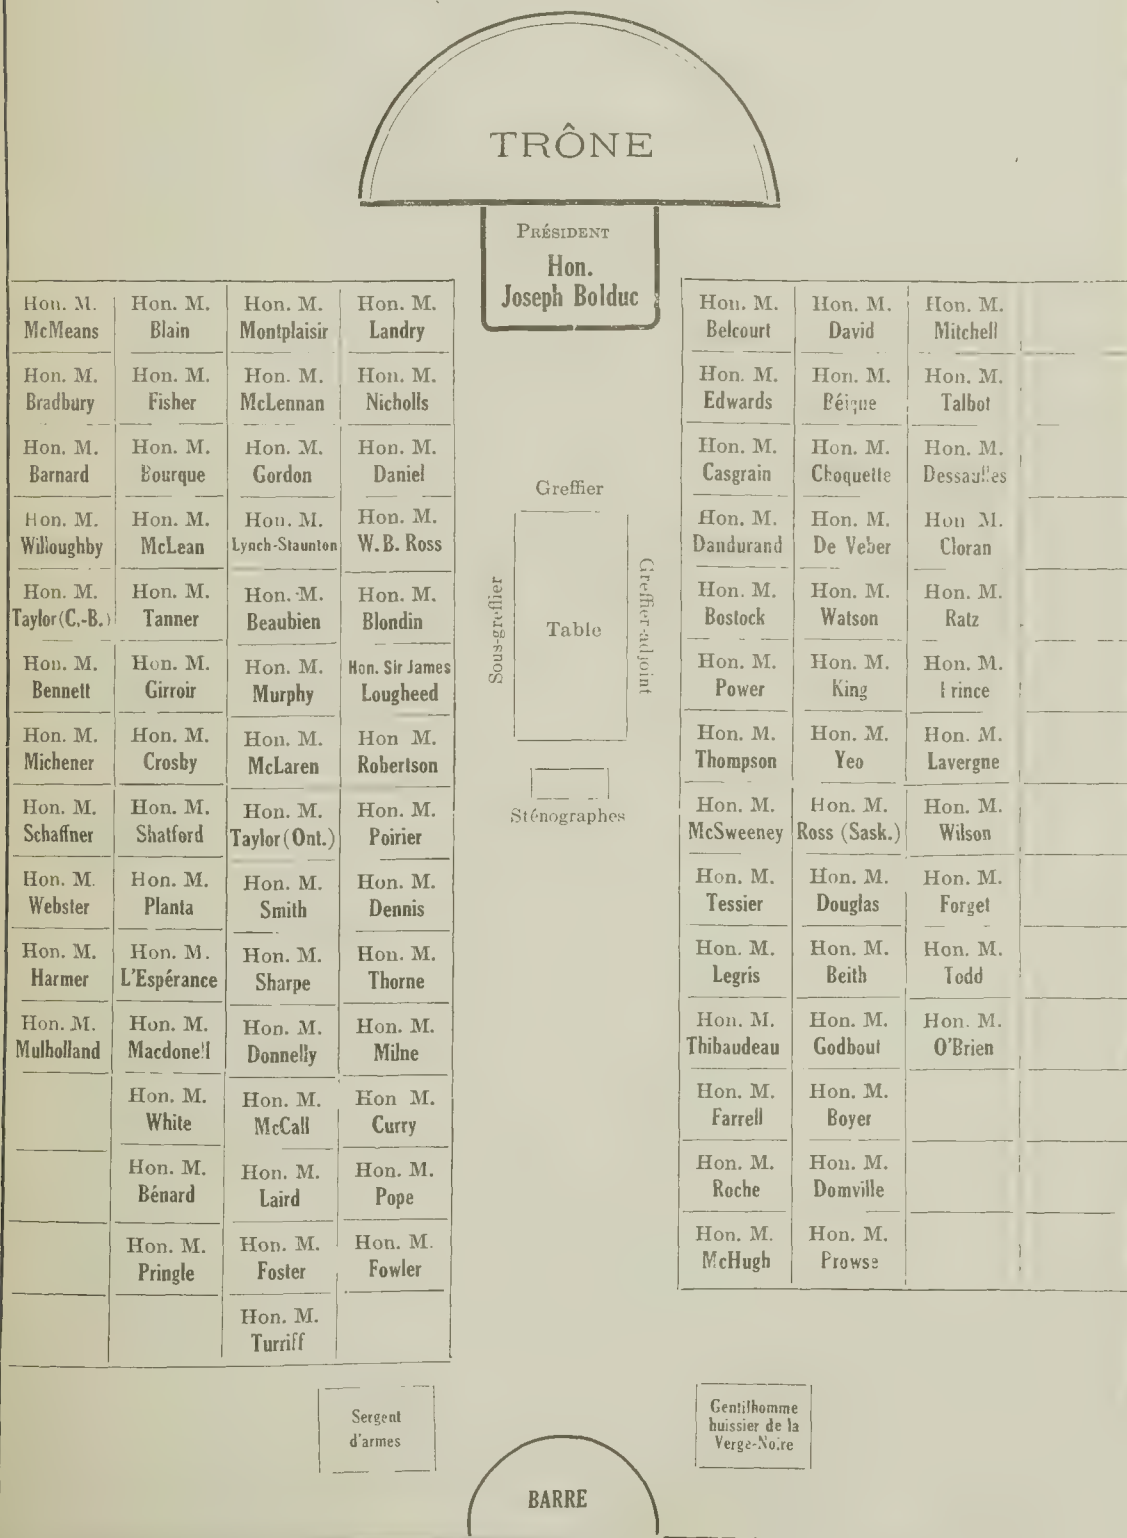 TRÔNE
PRÉSIDENT
Hon.
Joseph Bolduc
Hon. M. Hon. M. Hon. M. Hon. M.
McMeans Blain Montplaisir Landry
Hon. M. Hon. M. Hon. M. Hon. M.
Bradbury Fisher McLennan Nicholls
Hon. M. Hon. M. Hon. M. Hon. M.
Barnard Bourque Gordon Daniel
Hon. M. Hon. M. Hon. M. Hon. M.
Willoughby McLean Lynch-Staunton W. B. Ross
Hon. M. Hon. M. Hon. M. Hon. M.
Taylor (C.-B.) Tanner Beaubien Blondin
Hon. M. Hon. M. Hon. M. Hon. Sir James
Bennett Girroir Murphy Lougheed
Hon. M. Hon. M. Hon. M. Hon M.
Michener Crosby McLaren Robertson
Hon. M. Hon. M. Hon. M. Hon. M.
Schaffner Shatford Taylor (Ont.) Poirier
Hon. M. Hon. M. Hon. M. Hon. M.
Webster Planta Smith Dennis
Hon. M. Hon. M. Hon. M. Hon. M.
Harmer L'Espérance Sharpe Thorne
Hon. M. Hon. M. Hon. M. Hon. M.
Mulholland Macdonell Donnelly Milne
Hon. M. Hon. M. Hon M.
White McCall Curry
Hon. M. Hon. M. Hon. M.
Bénard Laird Pope
Hon. M. Hon. M. Hon. M.
Pringle Foster Fowler
Hon. M.
Turriff
Greffier
Sous-greffier
Table
Greffier-adjoint
Sténographes
Hon. M. Hon. M. Hon. M.
Belcourt David Mitchell
Hon. M. Hon. M. Hon. M.
Edwards Béique Talbot
Hon. M. Hon. M. Hon. M.
Casgrain Choquette Dessaulles
Hon. M. Hon. M. Hon M.
Dandurand De Veber Cloran
Hon. M. Hon. M. Hon. M.
Bostock Watson Ratz
Hon. M. Hon. M. Hon. M.
Power King Prince
Hon. M. Hon. M. Hon. M.
Thompson Yeo Lavergne
Hon. M. Hon. M. Hon. M.
McSweeney Ross (Sask.) Wilson
Hon. M. Hon. M. Hon. M.
Tessier Douglas Forget
Hon. M. Hon. M. Hon. M.
Legris Beith Todd
Hon. M. Hon. M. Hon. M.
Thibaudeau Godbout O'Brien
Hon. M. Hon. M.
Farrell Boyer
Hon. M. Hon. M.
Roche Domville
Hon. M. Hon. M.
McHugh Prowse
Sergent
d'armes
Gentilhomme
huissier de la
Verge-Noire
BARRE